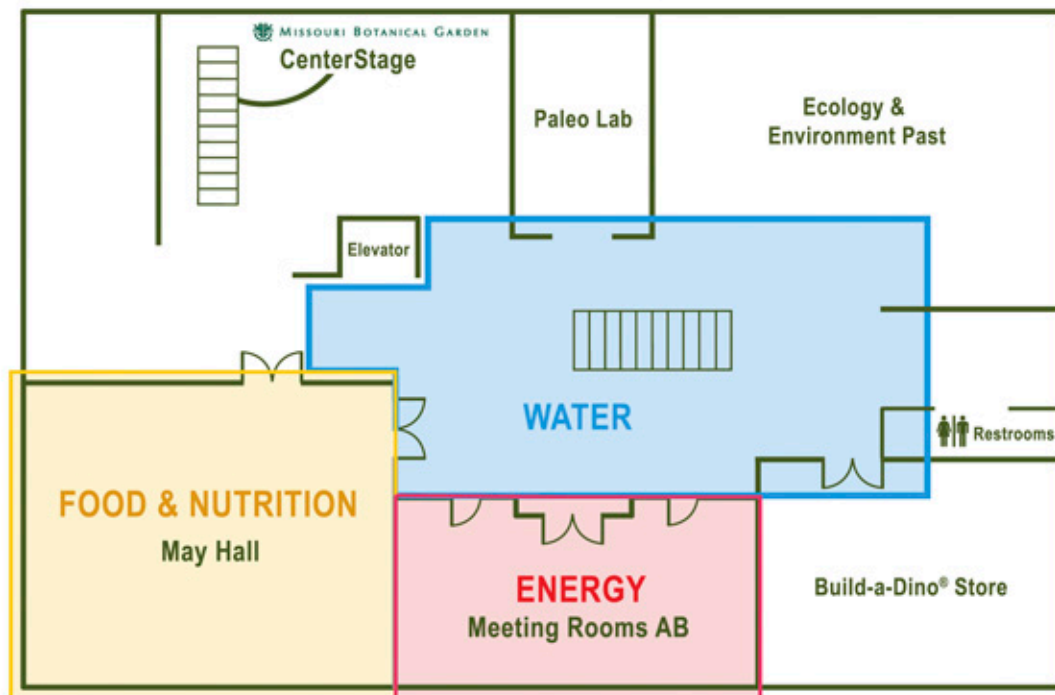 MISSOURI BOTANICAL GARDEN
CenterStage
Paleo Lab
Ecology &
Environment Past
Elevator
WATER
Restrooms
FOOD & NUTRITION
May Hall
ENERGY
Meeting Rooms AB
Build-a-Dino® Store